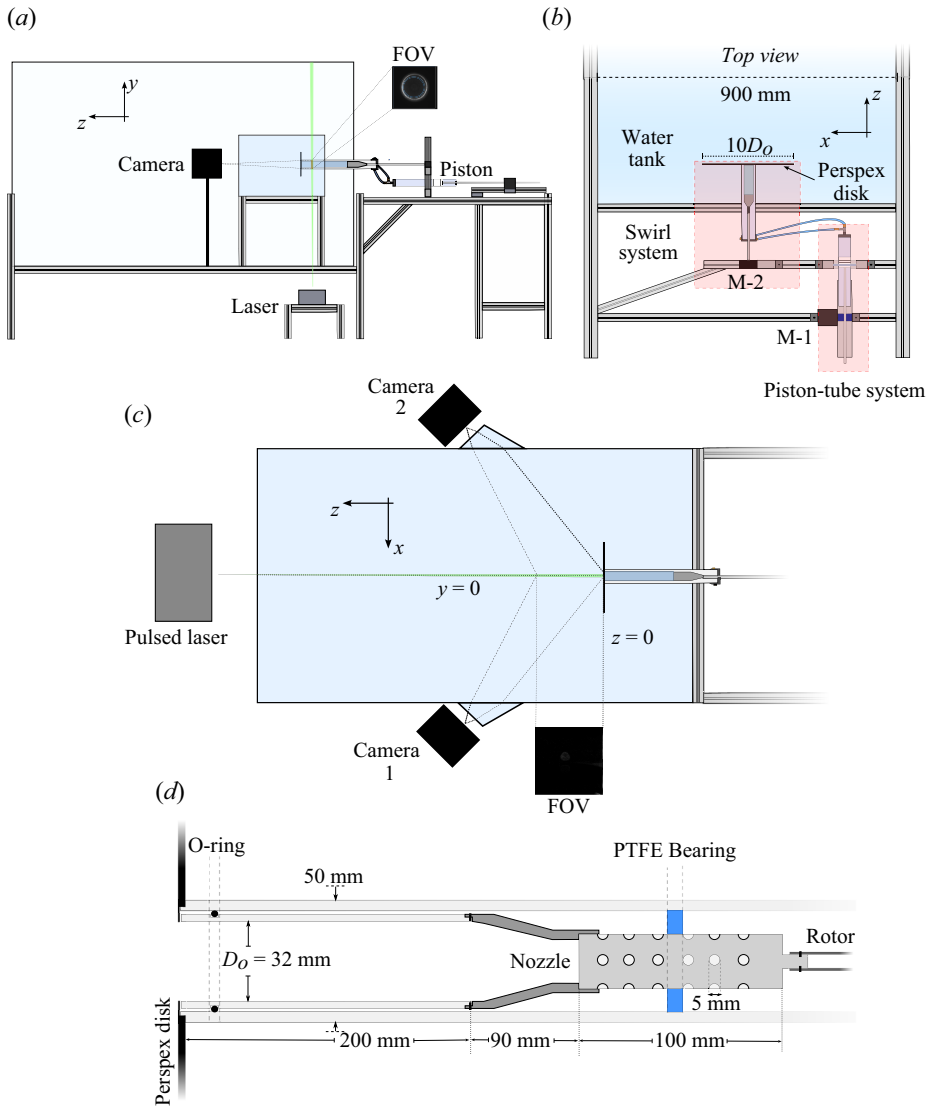 (a)
FOV
y
z
Camera
Piston
Laser
(b)
Top view
900 mm
z
x
Water
tank
10D_O
Perspex
disk
Swirl
system
M-2
M-1
Piston-tube system
(c)
Camera
2
z
x
y = 0
z = 0
Pulsed laser
Camera
1
FOV
(d)
O-ring
50 mm
PTFE Bearing
D_O = 32 mm
Nozzle
Rotor
5 mm
Perspex disk
200 mm
90 mm
100 mm